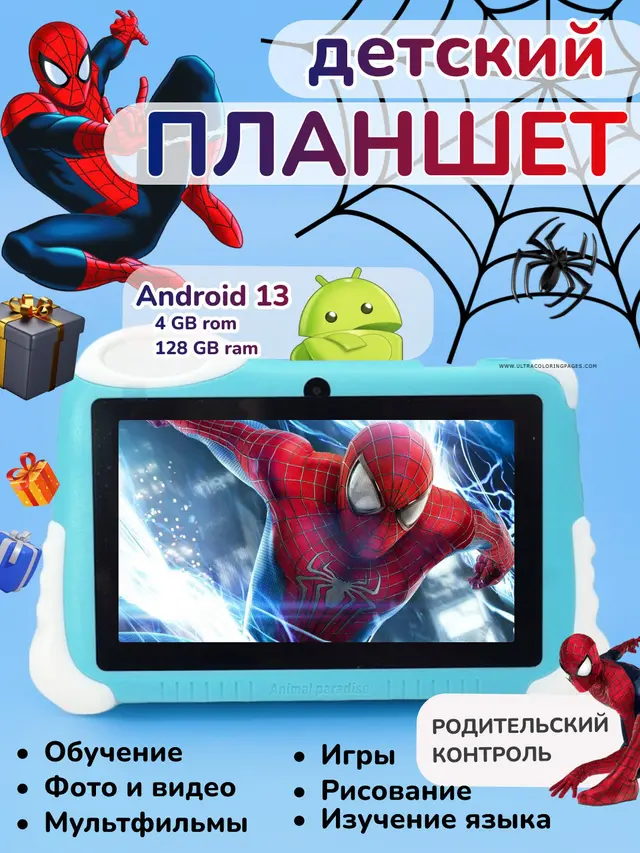 детский
ПЛАНШЕТ
Android 13
4 GB rom
128 GB ram
WWW.ULTRACOLORINGPAGES.COM
Animal paradise
РОДИТЕЛЬСКИЙ
КОНТРОЛЬ
• Обучение
• Фото и видео
• Мультфильмы
• Игры
• Рисование
• Изучение языка